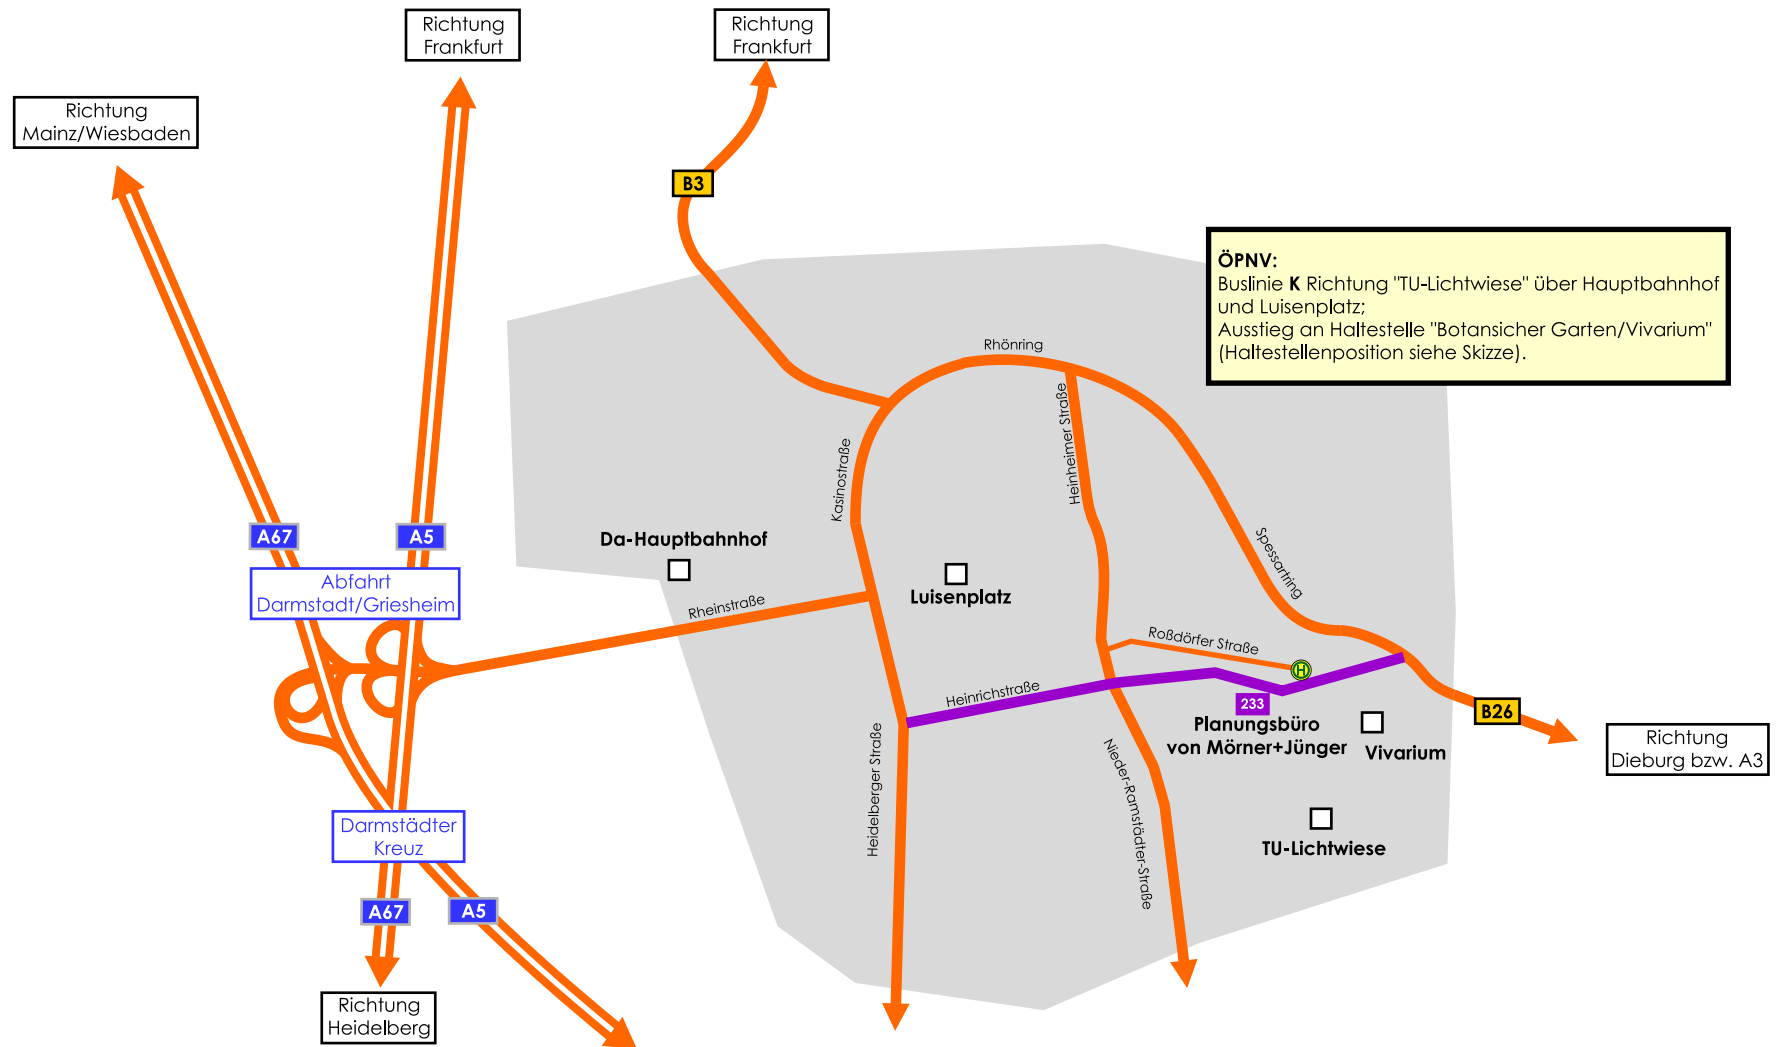 Richtung
Frankfurt
Richtung
Frankfurt
Richtung
Mainz/Wiesbaden
B3
ÖPNV:
Buslinie K Richtung "TU-Lichtwiese" über Hauptbahnhof
und Luisenplatz;
Ausstieg an Haltestelle "Botansicher Garten/Vivarium"
(Haltestellenposition siehe Skizze).
Rhönring
Heinheimer Straße
Kasinostraße
A67
A5
Da-Hauptbahnhof
Spessartring
Abfahrt
Darmstadt/Griesheim
Luisenplatz
Rheinstraße
Roßdörfer Straße
H
Heinrichstraße
233
Planungsbüro
von Mörner+Jünger
Vivarium
B26
Richtung
Dieburg bzw. A3
Heidelberger Straße
Nieder-Ramstädter-Straße
Darmstädter
Kreuz
TU-Lichtwiese
A67
A5
Richtung
Heidelberg